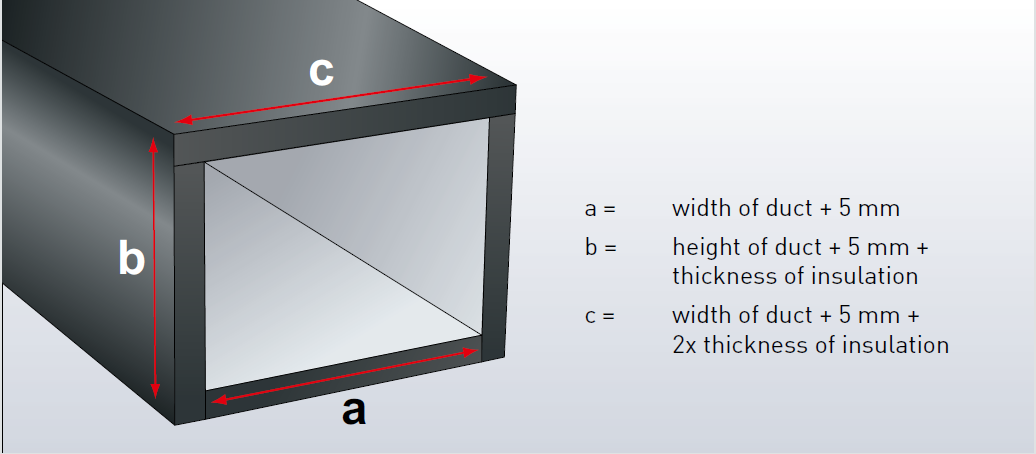 c
b
a
a = width of duct + 5 mm
b = height of duct + 5 mm +
thickness of insulation
c = width of duct + 5 mm +
2x thickness of insulation